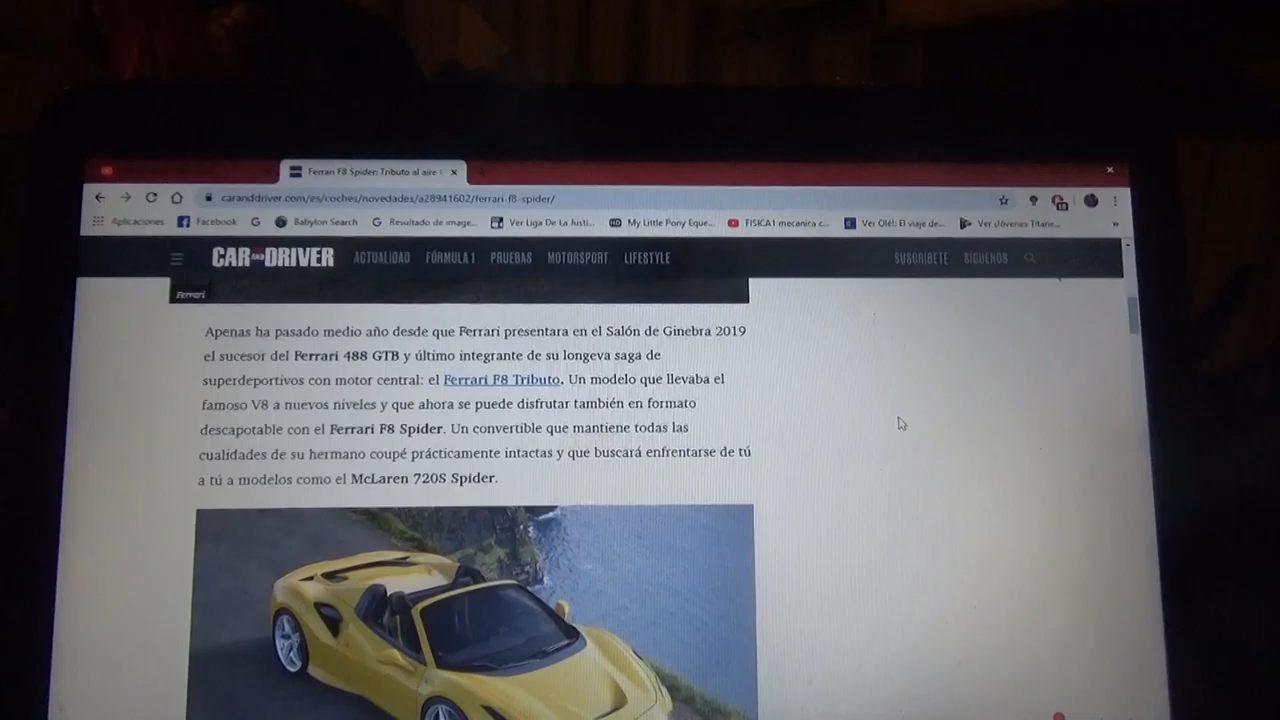 Ferrari F8 Spider: Tributo al aire
caranddriver.com/es/coches/novedades/a28941602/ferrari-f8-spider/
Aplicaciones Facebook Babylon Search Resultado de image... Ver Liga De La Justi... My Little Pony Eque... FISICA1 mecanica c... Ver Olé!: El viaje de... Ver Jóvenes Titane... »
CAR AND DRIVER ACTUALIDAD FÓRMULA 1 PRUEBAS MOTORSPORT LIFESTYLE SUSCRÍBETE SÍGUENOS
Ferrari
Apenas ha pasado medio año desde que Ferrari presentara en el Salón de Ginebra 2019
el sucesor del Ferrari 488 GTB y último integrante de su longeva saga de
superdeportivos con motor central: el Ferrari F8 Tributo. Un modelo que llevaba el
famoso V8 a nuevos niveles y que ahora se puede disfrutar también en formato
descapotable con el Ferrari F8 Spider. Un convertible que mantiene todas las
cualidades de su hermano coupé prácticamente intactas y que buscará enfrentarse de tú
a tú a modelos como el McLaren 720S Spider.